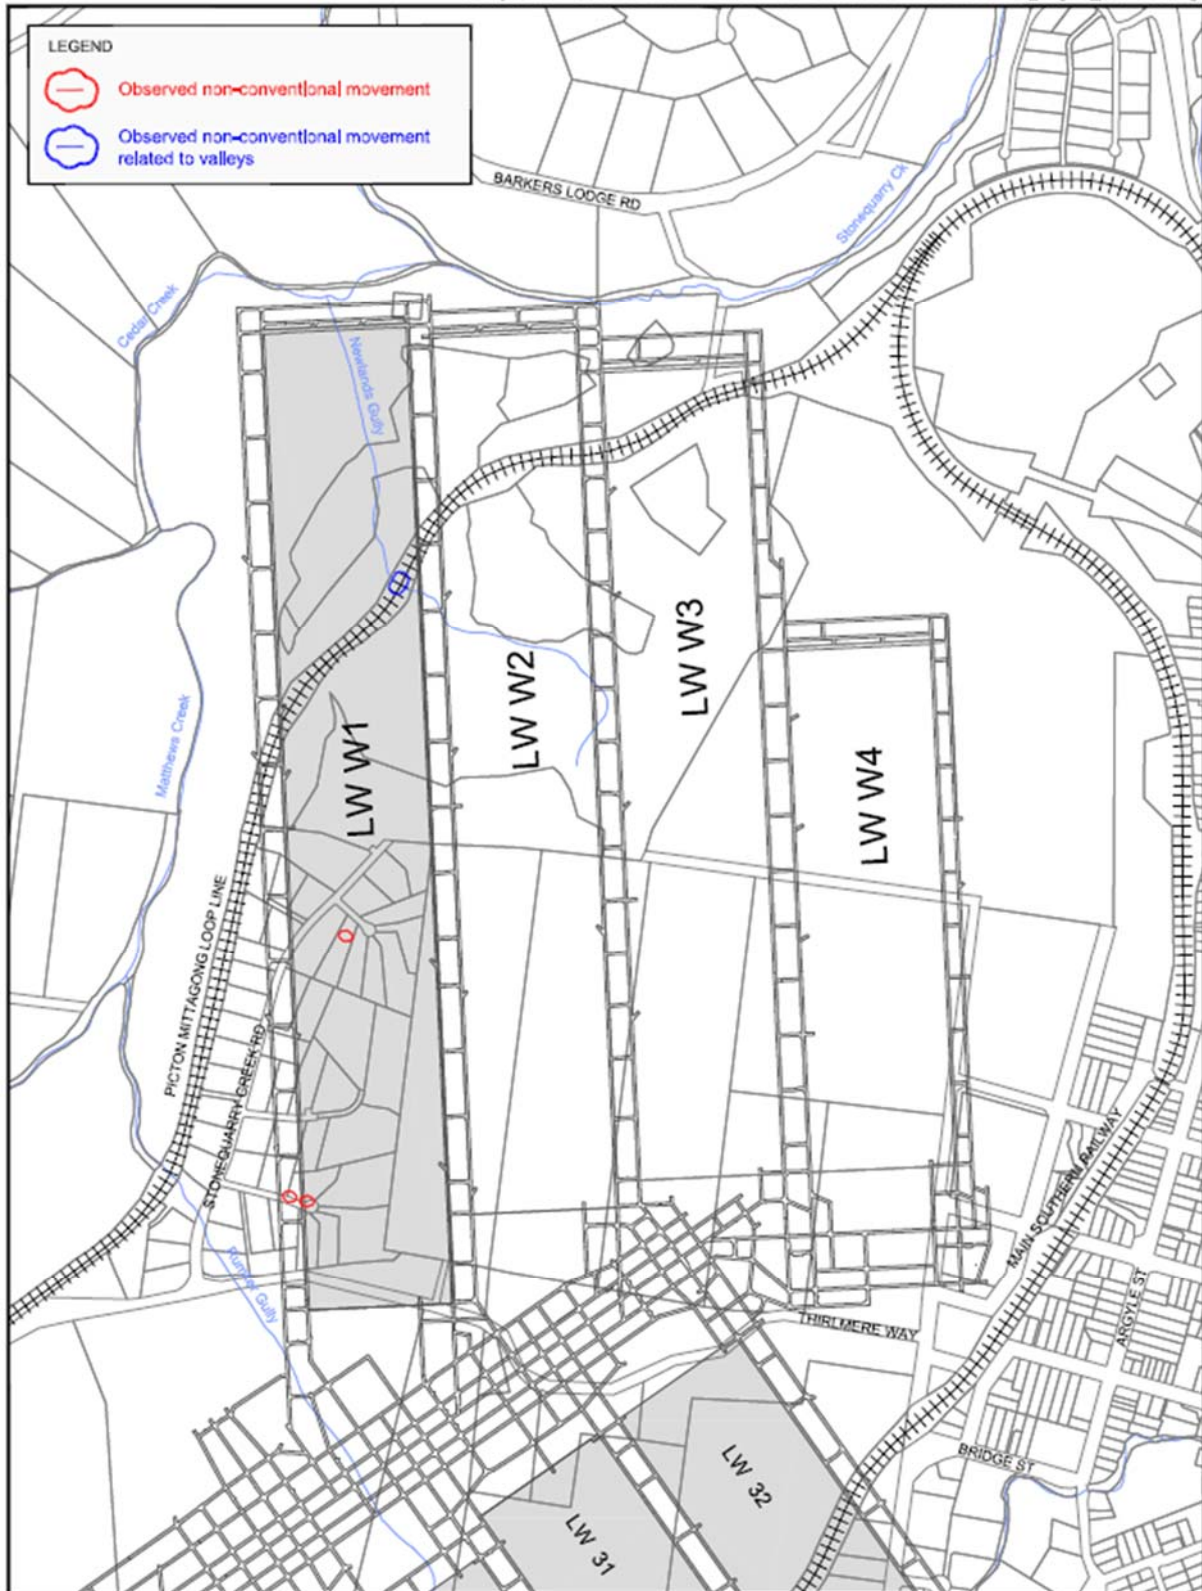 LEGEND
Observed non-conventional movement
Observed non-conventional movement
related to valleys
BARKERS LODGE RD
Stonequarry Ck
Cedar Creek
Newlands Gully
LW W1
LW W2
LW W3
LW W4
Matthews Creek
PICTON MITTAGONG LOOP LINE
STONEQUARRY CREEK RD
Rumker Gully
MAIN SOUTHERN RAILWAY
ARGYLE ST
THIRLMERE WAY
BRIDGE ST
LW 32
LW 31